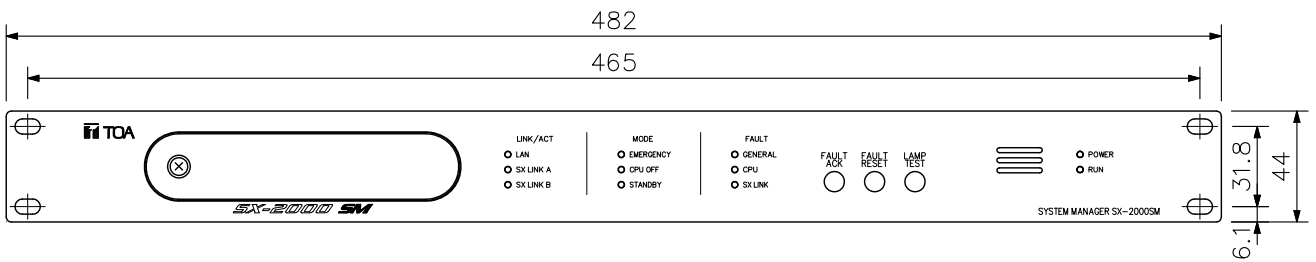 482
465
TOA
LINK/ACT
LAN
SX LINK A
SX LINK B
MODE
EMERGENCY
CPU OFF
STANDBY
FAULT
GENERAL
CPU
SX LINK
FAULT
ACK
FAULT
RESET
LAMP
TEST
POWER
RUN
SX-2000 SM
SYSTEM MANAGER SX-2000SM
31.8
44
6.1